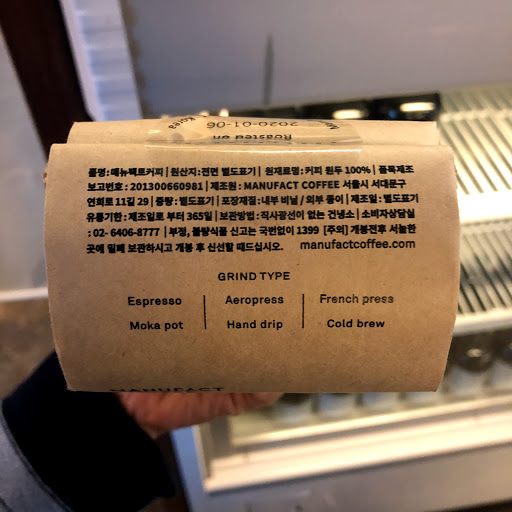 Korea
2020-01-06
Roasted on
품명:매뉴팩트커피 | 원산지:전면 별도표기 | 원재료명:커피 원두 100% | 품목제조
보고번호: 201300660981 | 제조원: MANUFACT COFFEE 서울시 서대문구
연희로 11길 29 | 중량: 별도표기 | 포장재질:내부 비닐 / 외부 종이 | 제조일: 별도표기
유통기한: 제조일로 부터 365일 | 보관방법: 직사광선이 없는 건냉소 | 소비자상담실
: 02- 6406-8777 | 부정, 불량식품 신고는 국번없이 1399 [주의] 개봉전후 서늘한
곳에 밀폐 보관하시고 개봉 후 신선할 때드십시오. manufactcoffee.com
GRIND TYPE
Espresso | Aeropress | French press
Moka pot | Hand drip | Cold brew
MANUFACT